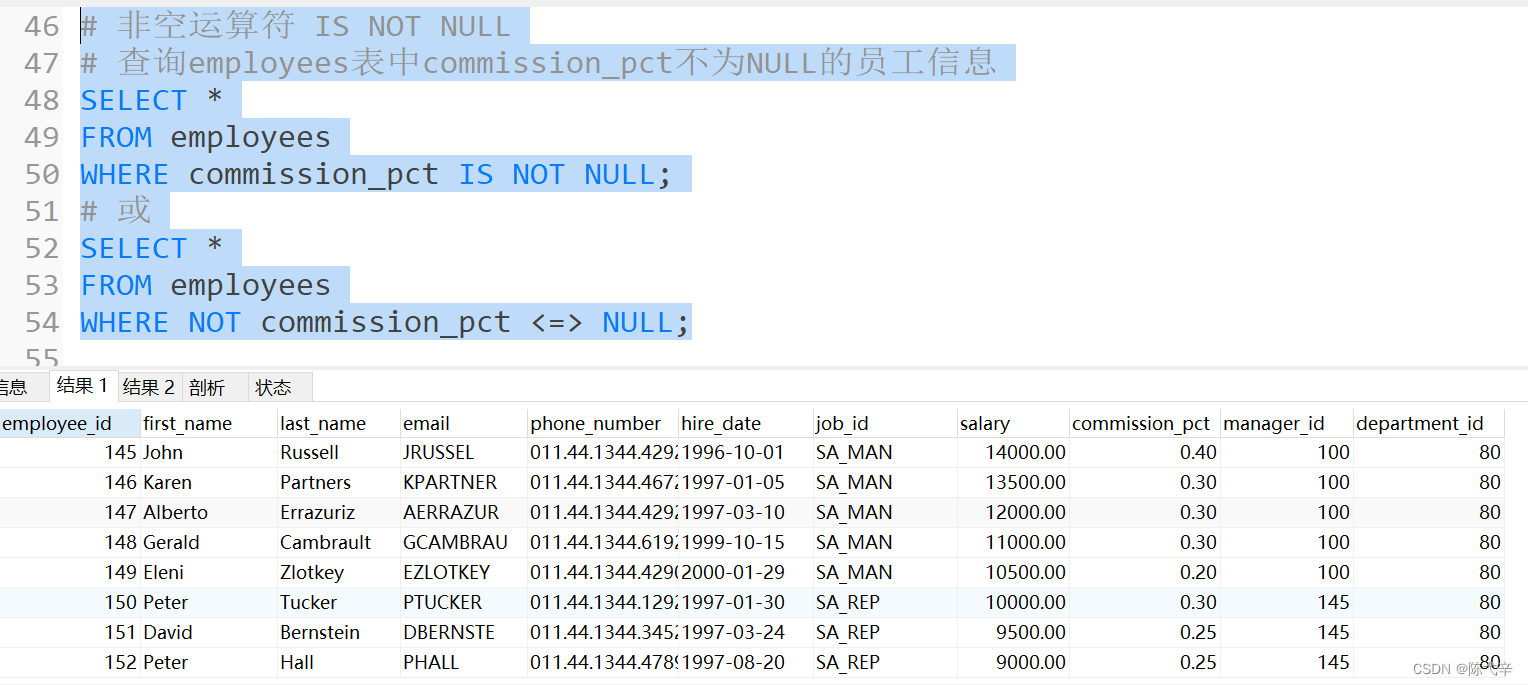 46 # 非空运算符 IS NOT NULL
47 # 查询employees表中commission_pct不为NULL的员工信息
48 SELECT *
49 FROM employees
50 WHERE commission_pct IS NOT NULL;
51 # 或
52 SELECT *
53 FROM employees
54 WHERE NOT commission_pct <=> NULL;
55
信息 结果 1 结果 2 剖析 状态
employee_id first_name last_name email phone_number hire_date job_id salary commission_pct manager_id department_id
145 John Russell JRUSSEL 011.44.1344.4292 1996-10-01 SA_MAN 14000.00 0.40 100 80
146 Karen Partners KPARTNER 011.44.1344.4672 1997-01-05 SA_MAN 13500.00 0.30 100 80
147 Alberto Errazuriz AERRAZUR 011.44.1344.4292 1997-03-10 SA_MAN 12000.00 0.30 100 80
148 Gerald Cambrault GCAMBRAU 011.44.1344.6192 1999-10-15 SA_MAN 11000.00 0.30 100 80
149 Eleni Zlotkey EZLOTKEY 011.44.1344.4290 2000-01-29 SA_MAN 10500.00 0.20 100 80
150 Peter Tucker PTUCKER 011.44.1344.1292 1997-01-30 SA_REP 10000.00 0.30 145 80
151 David Bernstein DBERNSTE 011.44.1344.3452 1997-03-24 SA_REP 9500.00 0.25 145 80
152 Peter Hall PHALL 011.44.1344.4789 1997-08-20 SA_REP 9000.00 0.25 145 80
CSDN @陈弋辛